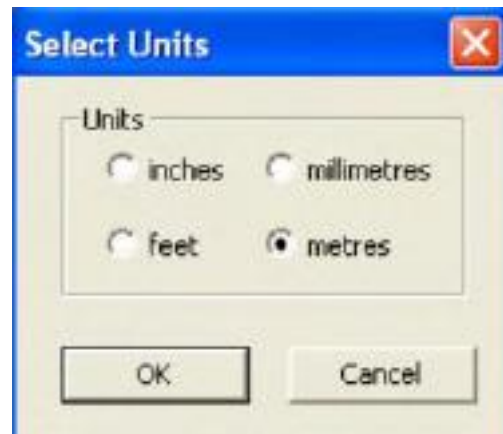 Select Units
Units
inches millimetres
feet metres
OK Cancel